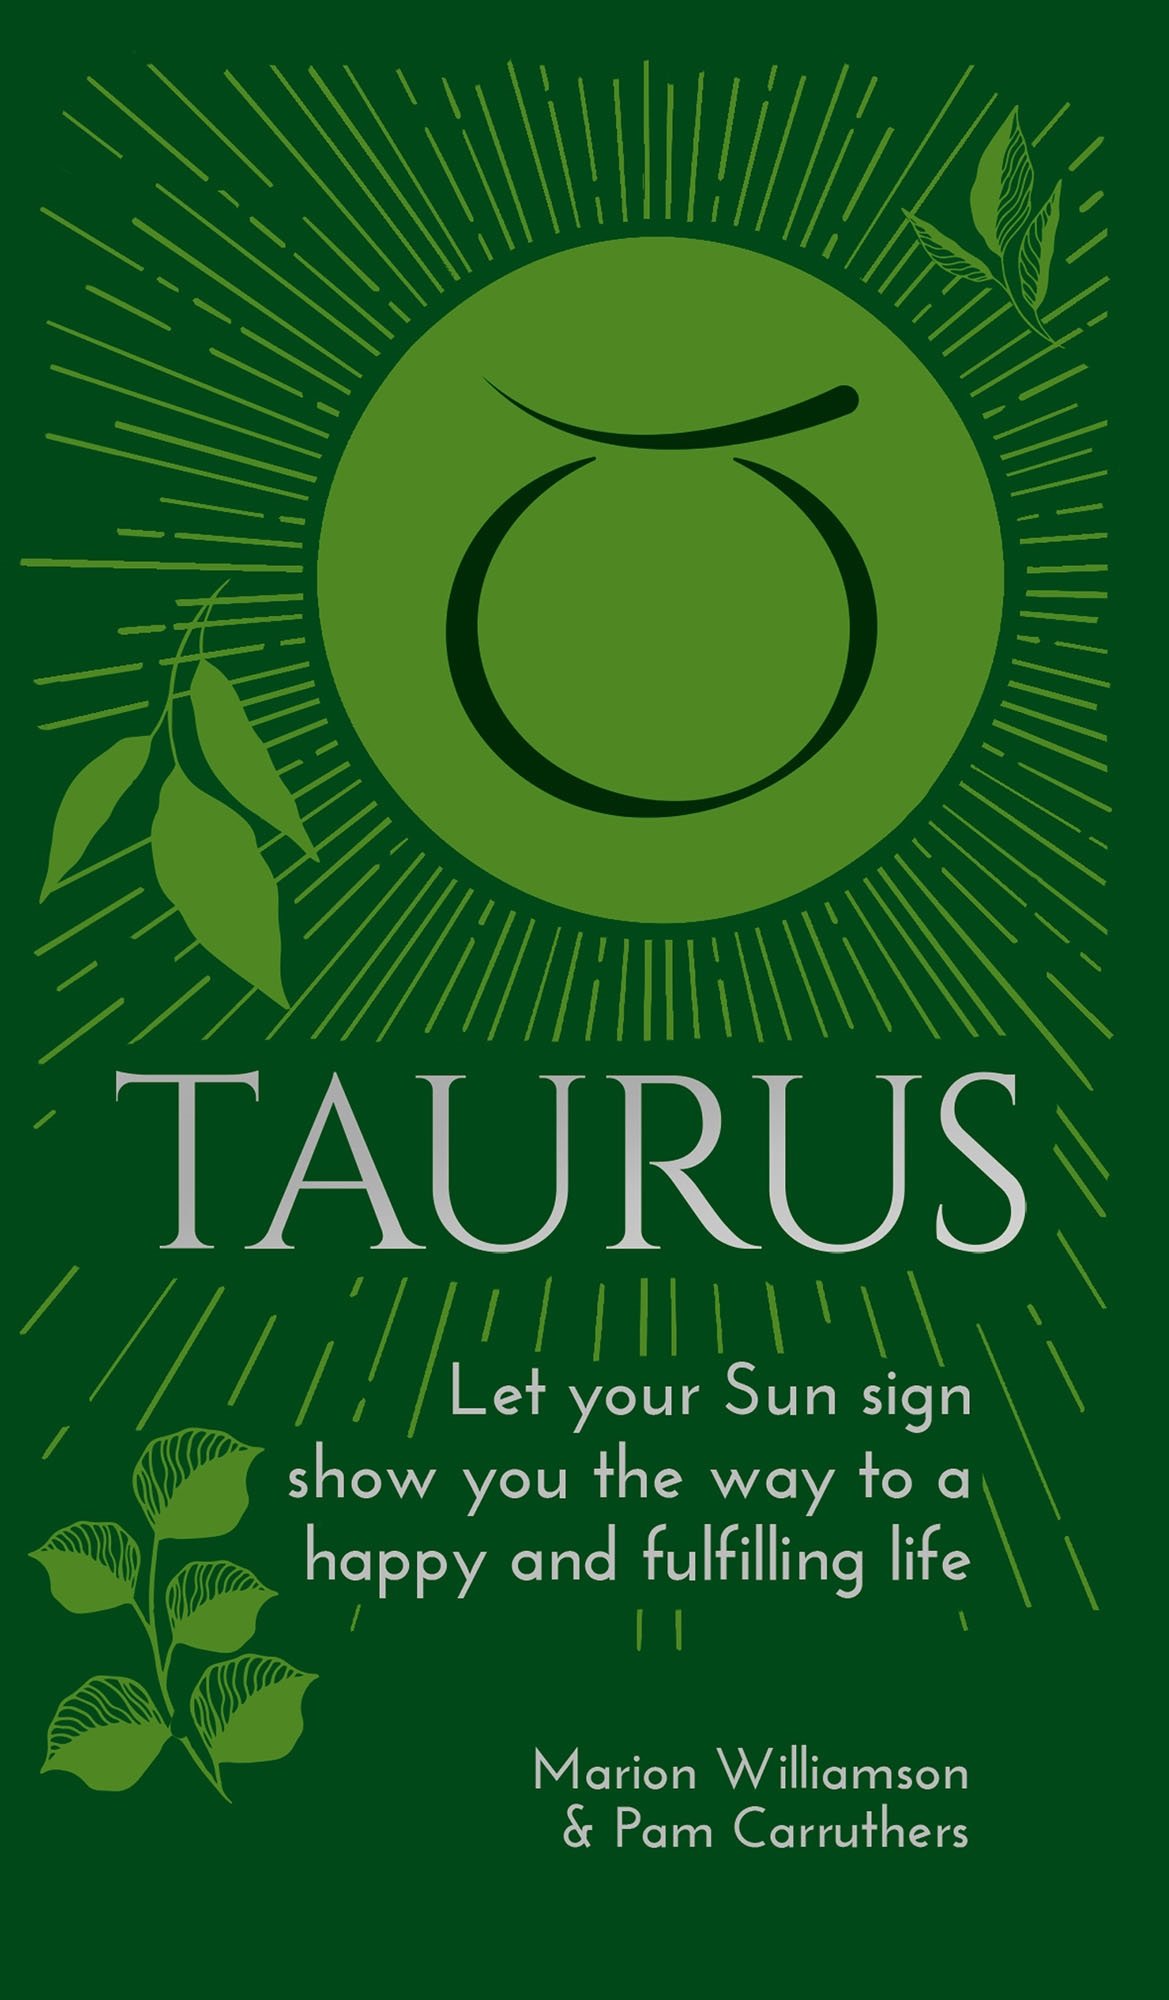 TAURUS
Let your Sun sign
show you the way to a
happy and fulfilling life
Marion Williamson
& Pam Carruthers